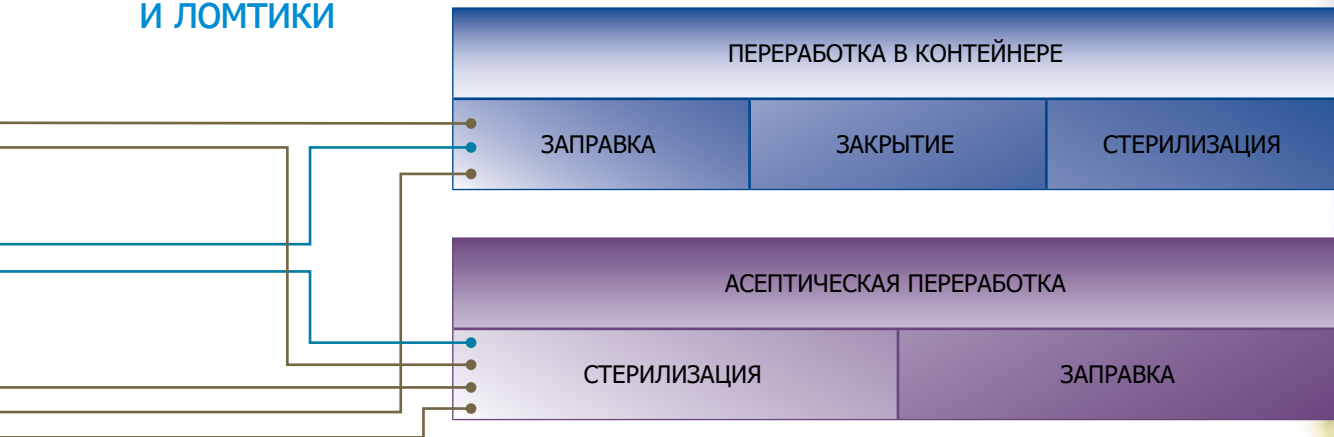 И ЛОМТИКИ
ПЕРЕРАБОТКА В КОНТЕЙНЕРЕ
ЗАПРАВКА
ЗАКРЫТИЕ
СТЕРИЛИЗАЦИЯ
АСЕПТИЧЕСКАЯ ПЕРЕРАБОТКА
СТЕРИЛИЗАЦИЯ
ЗАПРАВКА